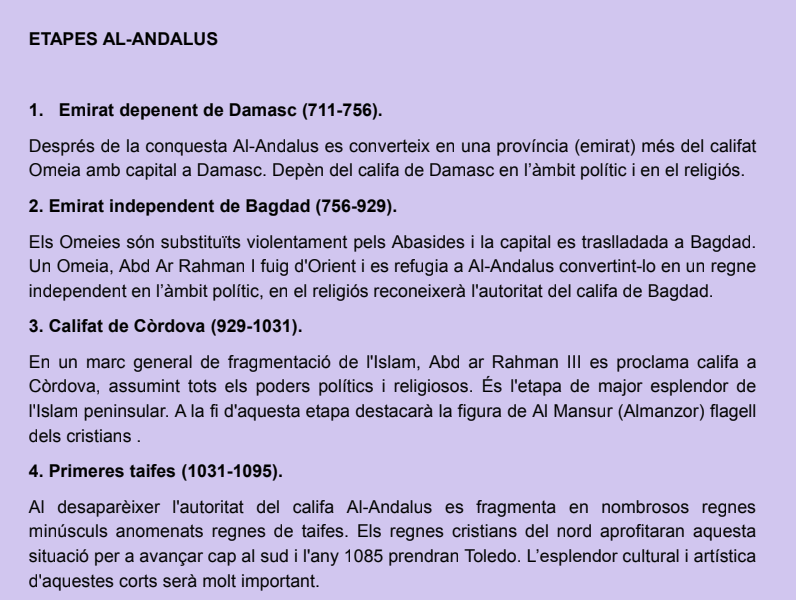 ETAPES AL-ANDALUS
1. Emirat depenent de Damasc (711-756).
Després de la conquesta Al-Andalus es converteix en una província (emirat) més del califat
Omeia amb capital a Damasc. Depèn del califa de Damasc en l’àmbit polític i en el religiós.
2. Emirat independent de Bagdad (756-929).
Els Omeies són substituïts violentament pels Abasides i la capital es traslladada a Bagdad.
Un Omeia, Abd Ar Rahman I fuig d'Orient i es refugia a Al-Andalus convertint-lo en un regne
independent en l’àmbit polític, en el religiós reconeixerà l'autoritat del califa de Bagdad.
3. Califat de Còrdova (929-1031).
En un marc general de fragmentació de l'Islam, Abd ar Rahman III es proclama califa a
Còrdova, assumint tots els poders polítics i religiosos. És l'etapa de major esplendor de
l'Islam peninsular. A la fi d'aquesta etapa destacarà la figura de Al Mansur (Almanzor) flagell
dels cristians .
4. Primeres taifes (1031-1095).
Al desaparèixer l'autoritat del califa Al-Andalus es fragmenta en nombrosos regnes
minúsculs anomenats regnes de taifes. Els regnes cristians del nord aprofitaran aquesta
situació per a avançar cap al sud i l'any 1085 prendran Toledo. L’esplendor cultural i artística
d'aquestes corts serà molt important.